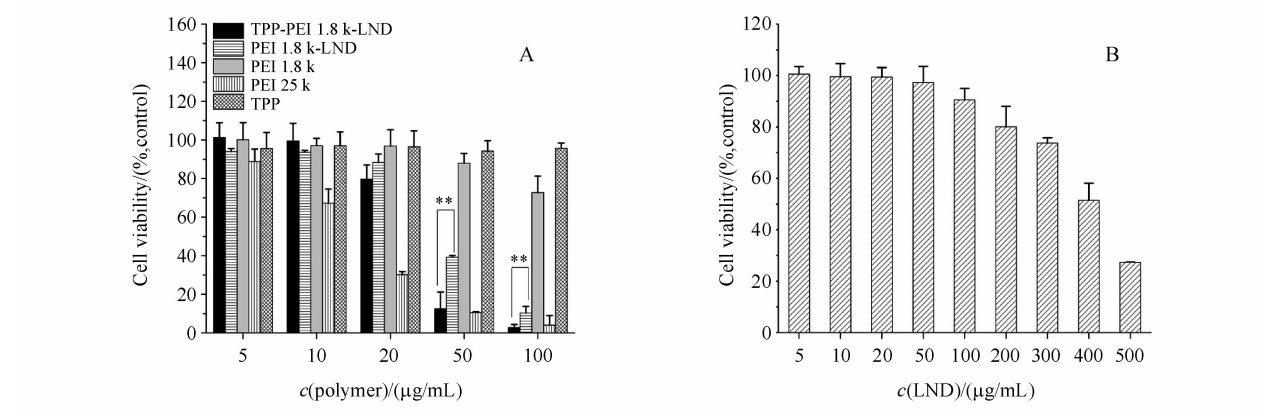 160
140
120
100
80
60
40
20
0
Cell viability/(%,control)
TPP-PEI 1.8 k-LND
PEI 1.8 k-LND
PEI 1.8 k
PEI 25 k
TPP
A
**
**
5 10 20 50 100
c(polymer)/(μg/mL)
120
100
80
60
40
20
0
Cell viability/(%,control)
B
5 10 20 50 100 200 300 400 500
c(LND)/(μg/mL)